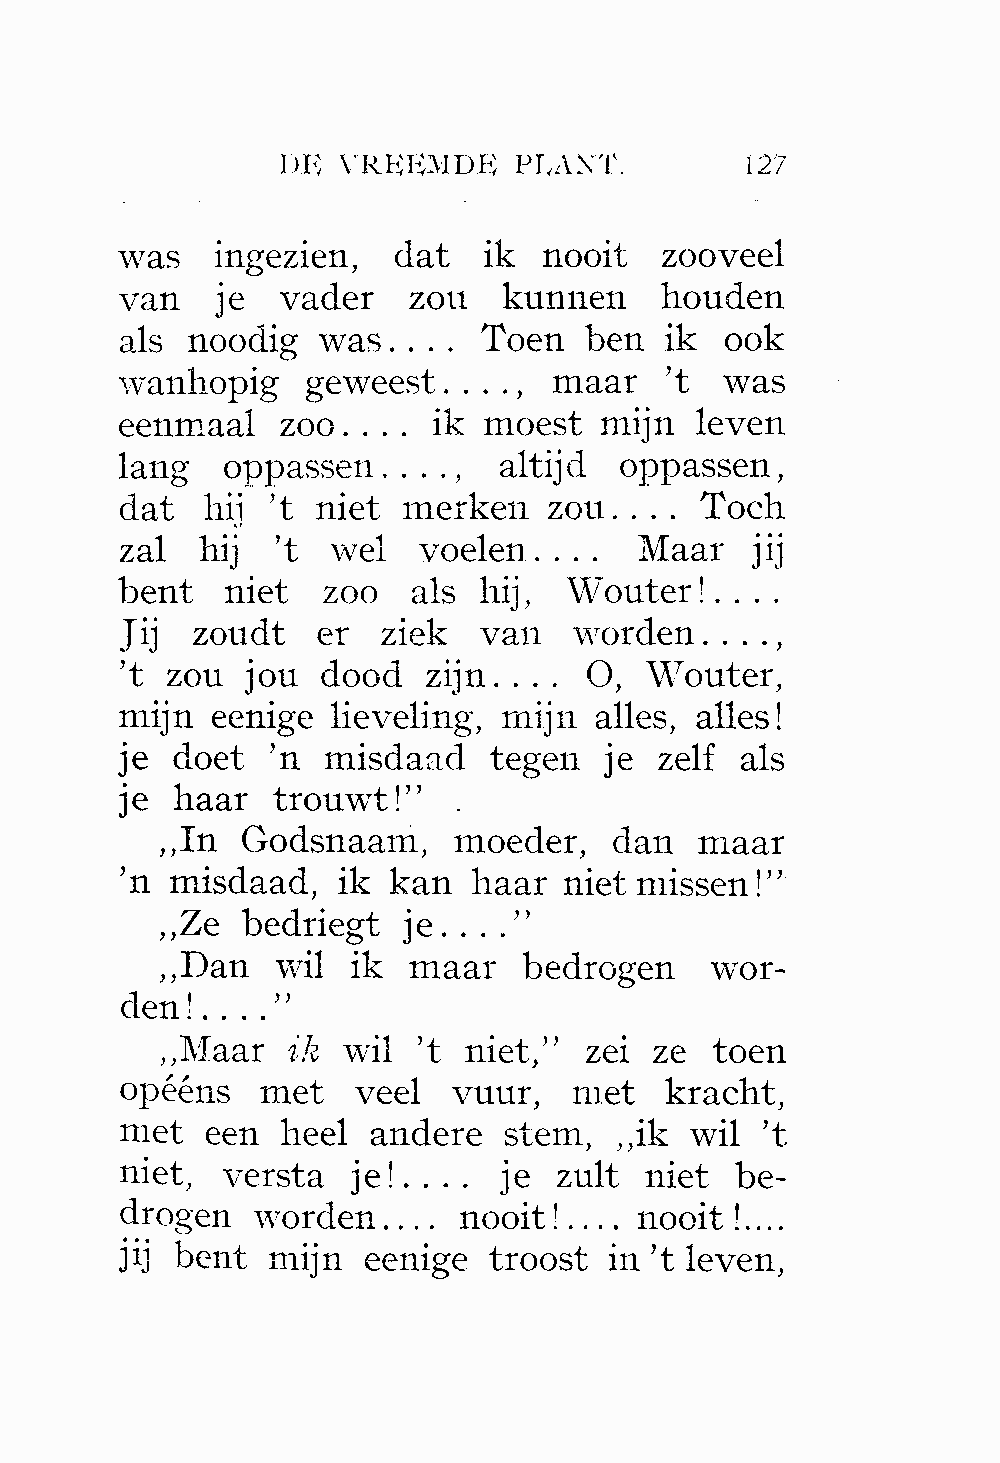 DE VREEMDE PLANT. 127
was ingezien, dat ik nooit zooveel
van je vader zou kunnen houden
als noodig was.... Toen ben ik ook
wanhopig geweest...., maar 't was
eenmaal zoo.... ik moest mijn leven
lang oppassen...., altijd oppassen,
dat hij 't niet merken zou.... Toch
zal hij 't wel voelen.... Maar jij
bent niet zoo als hij, Wouter!....
Jij zoudt er ziek van worden....,
't zou jou dood zijn.... O, Wouter,
mijn eenige lieveling, mijn alles, alles!
je doet 'n misdaad tegen je zelf als
je haar trouwt!”
,,In Godsnaam, moeder, dan maar
'n misdaad, ik kan haar niet missen!”
,,Ze bedriegt je....”
,,Dan wil ik maar bedrogen wor-
den!....”
,,Maar ik wil 't niet,” zei ze toen
opééns met veel vuur, met kracht,
met een heel andere stem, ,,ik wil 't
niet, versta je!.... je zult niet be-
drogen worden.... nooit!.... nooit!....
jij bent mijn eenige troost in 't leven,